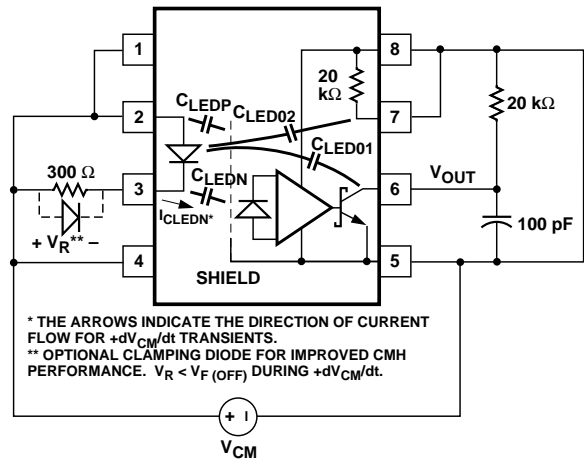 1
8
20
kΩ
CLEDP
CLED02
20 kΩ
2
7
300 Ω
CLED01
CLEDN
VOUT
3
6
ICLEDN*
100 pF
+ VR** –
4
5
SHIELD
* THE ARROWS INDICATE THE DIRECTION OF CURRENT
FLOW FOR +dVCM/dt TRANSIENTS.
** OPTIONAL CLAMPING DIODE FOR IMPROVED CMH
PERFORMANCE. VR < VF (OFF) DURING +dVCM/dt.
+ –
VCM